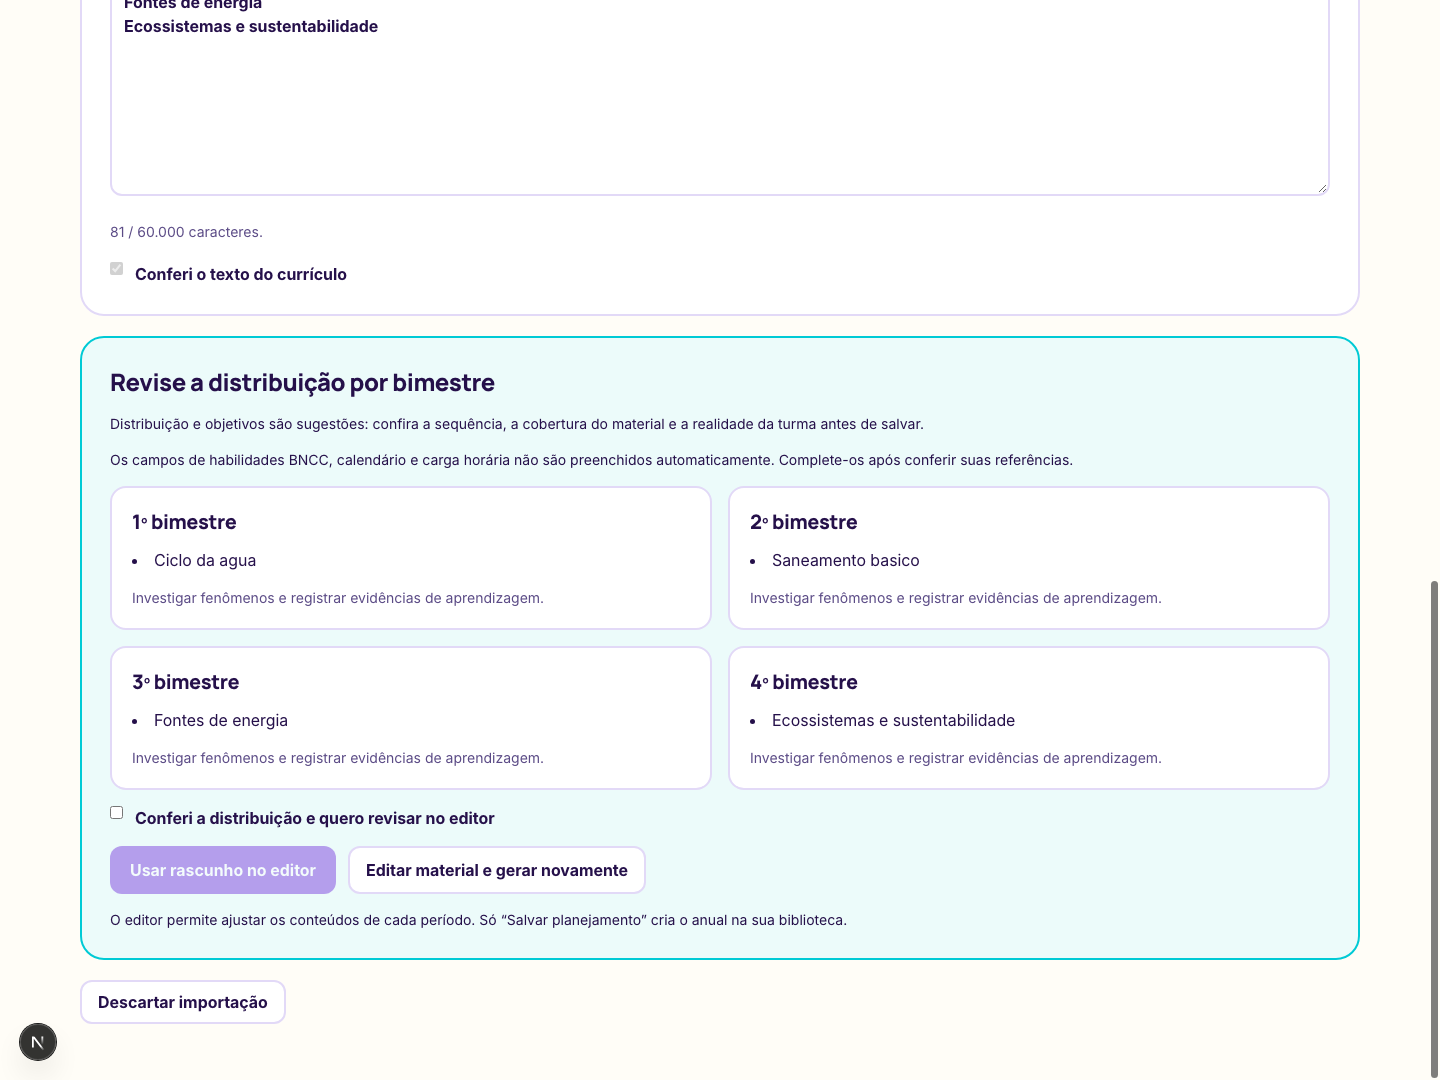 Fontes de energia
Ecossistemas e sustentabilidade
81 / 60.000 caracteres.
Conferi o texto do currículo
Revise a distribuição por bimestre
Distribuição e objetivos são sugestões: confira a sequência, a cobertura do material e a realidade da turma antes de salvar.
Os campos de habilidades BNCC, calendário e carga horária não são preenchidos automaticamente. Complete-os após conferir suas referências.
1º bimestre
• Ciclo da agua
Investigar fenômenos e registrar evidências de aprendizagem.
2º bimestre
• Saneamento basico
Investigar fenômenos e registrar evidências de aprendizagem.
3º bimestre
• Fontes de energia
Investigar fenômenos e registrar evidências de aprendizagem.
4º bimestre
• Ecossistemas e sustentabilidade
Investigar fenômenos e registrar evidências de aprendizagem.
Conferi a distribuição e quero revisar no editor
Usar rascunho no editor
Editar material e gerar novamente
O editor permite ajustar os conteúdos de cada período. Só “Salvar planejamento” cria o anual na sua biblioteca.
Descartar importação
N